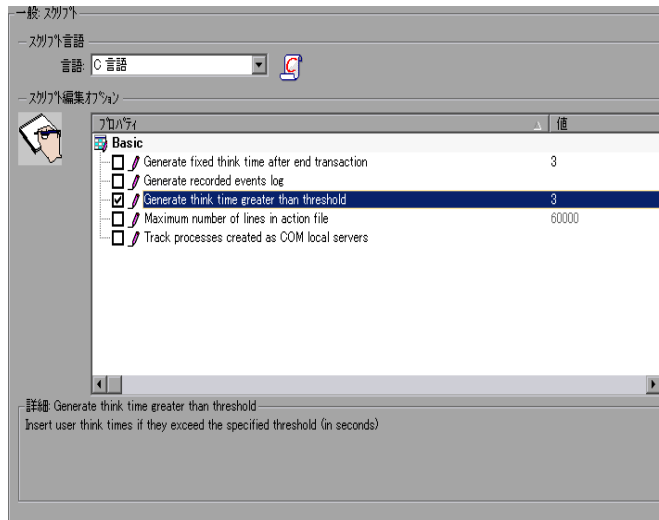 一般: スクリプト
スクリプト言語
言語: C 言語
スクリプト編集オプション
プロパティ 値
Basic
Generate fixed think time after end transaction 3
Generate recorded events log
Generate think time greater than threshold 3
Maximum number of lines in action file 60000
Track processes created as COM local servers
詳細: Generate think time greater than threshold
Insert user think times if they exceed the specified threshold (in seconds)